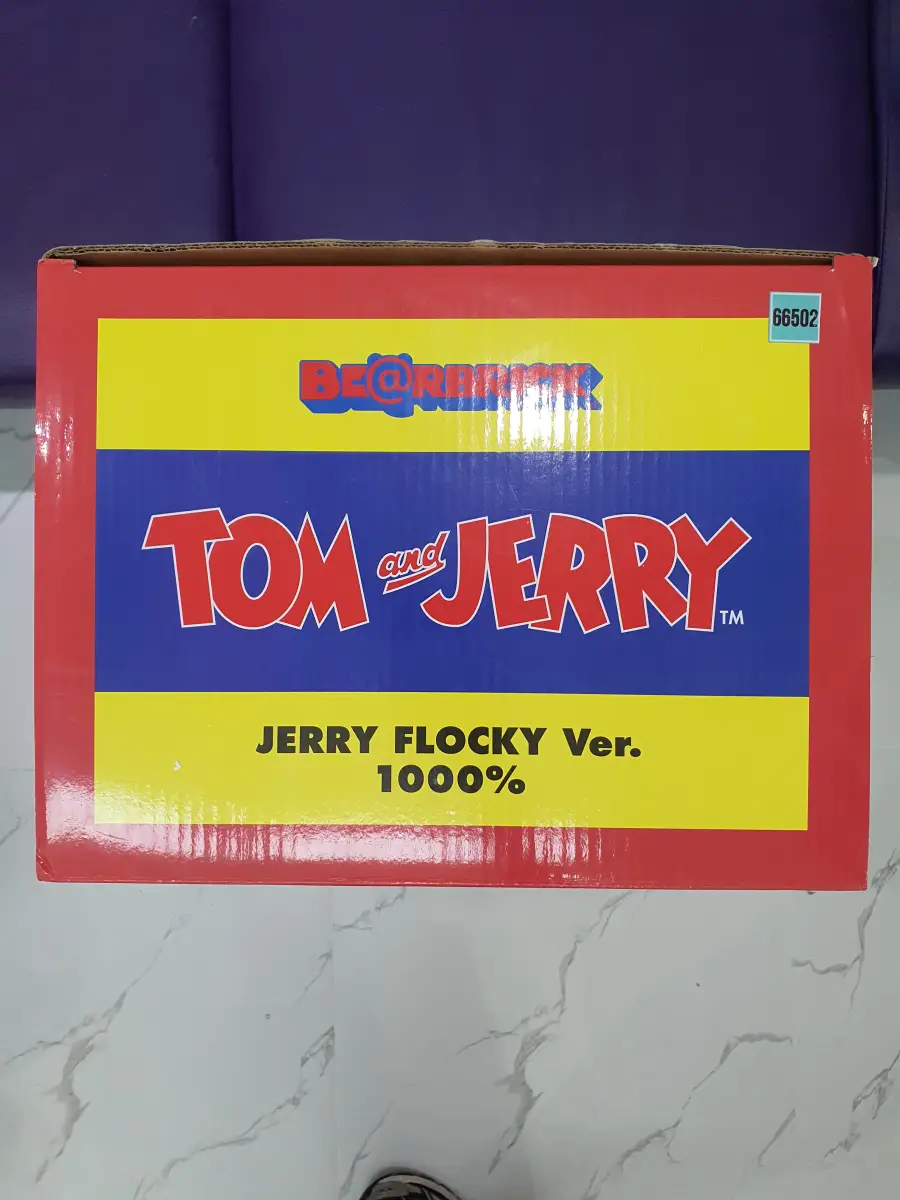 66502
BE@RBRICK
TOM and JERRY™
JERRY FLOCKY Ver.
1000%